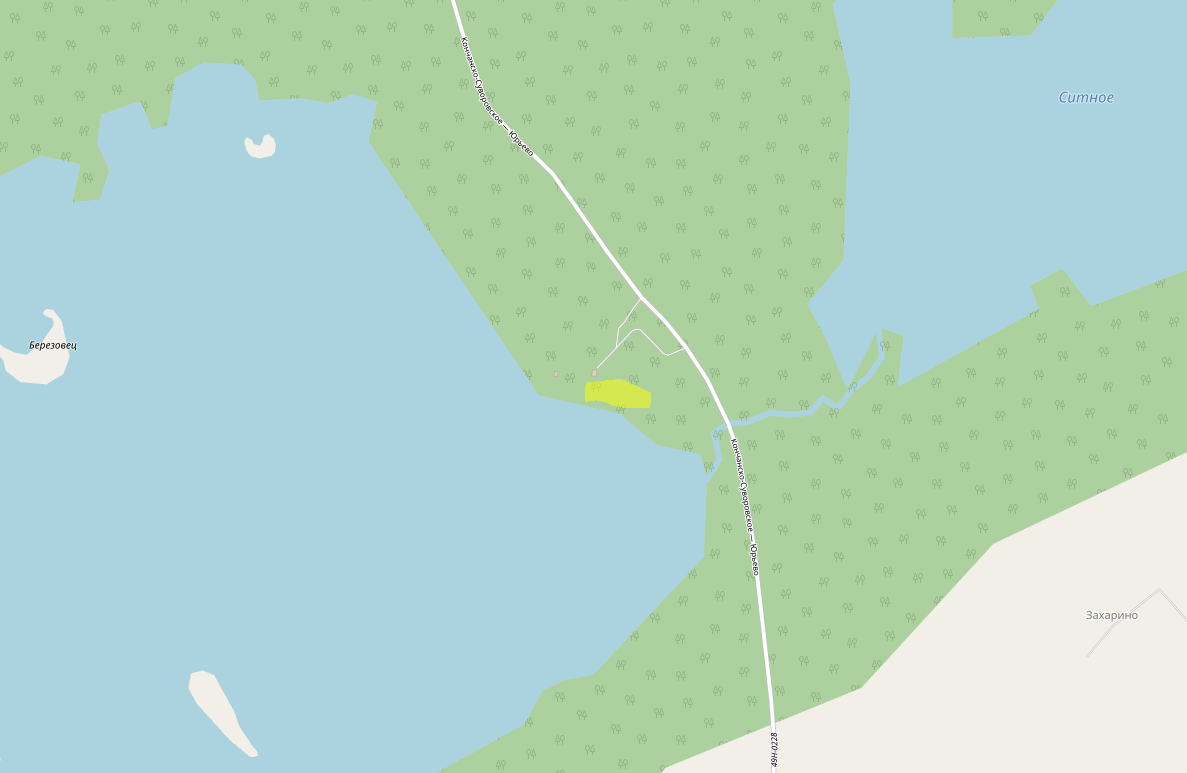 Кончанско-Суворовское — Юрьево
Ситное
Березовец
Кончанско-Суворовское — Юрьево
Захарино
49Н-0228